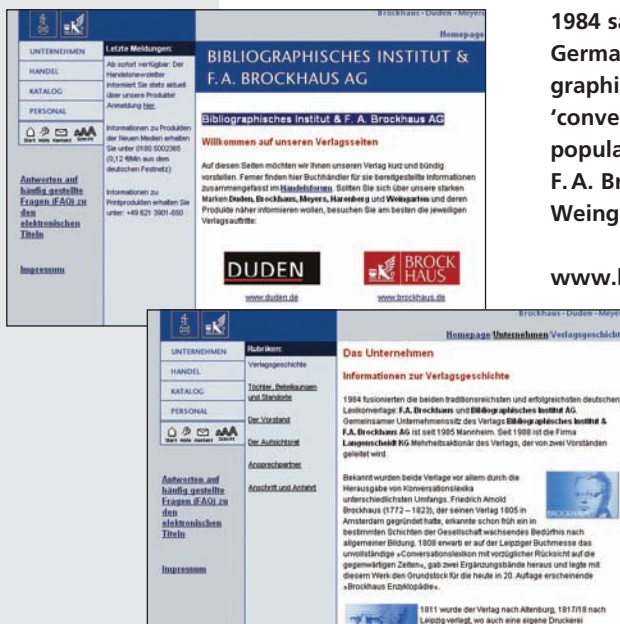 Brockhaus · Duden · Meyers
Homepage
UNTERNEHMEN
HANDEL
KATALOG
PERSONAL
Start Hilfe Kontakt Schrift
Antworten auf
häufig gestellte
Fragen (FAQ) zu
den
elektronischen
Titeln
Impressum
Letzte Meldungen:
Ab sofort verfügbar: Der
Handelsnewsletter
informiert Sie stets aktuell
über unsere Produkte!
Anmeldung hier.
Informationen zu Produkten
der Neuen Medien erhalten
Sie unter 0180 5002365
(0,12 €/Min aus dem
deutschen Festnetz)
Informationen zu
Printprodukten erhalten Sie
unter: +49 621 3901-650
BIBLIOGRAPHISCHES INSTITUT &
F. A. BROCKHAUS AG
Bibliographisches Institut & F. A. Brockhaus AG
Willkommen auf unseren Verlagsseiten
Auf diesen Seiten möchten wir Ihnen unseren Verlag kurz und bündig
vorstellen. Ferner finden hier Buchhändler für sie bereitgestellte Informationen
zusammengefasst im Handelsforum. Sollten Sie sich über unsere starken
Marken Duden, Brockhaus, Meyers, Harenberg und Weingarten und deren
Produkte näher informieren wollen, besuchen Sie am besten die jeweiligen
Verlagsauftritte:
DUDEN
www.duden.de
BROCK
HAUS
www.brockhaus.de
1984 sa
Germa
graphi
'conve
popula
F. A. Br
Weing
www.
Brockhaus · Duden · Meye
Homepage/Unternehmen/Verlagsgeschicht
UNTERNEHMEN
HANDEL
KATALOG
PERSONAL
Start Hilfe Kontakt Schrift
Antworten auf
häufig gestellte
Fragen (FAQ) zu
den
elektronischen
Titeln
Impressum
Rubriken:
Verlagsgeschichte
Töchter, Beteiligungen
und Standorte
Der Vorstand
Der Aufsichtsrat
Ansprechpartner
Anschrift und Anfahrt
Das Unternehmen
Informationen zur Verlagsgeschichte
1984 fusionierten die beiden traditionsreichsten und erfolgreichsten deutschen
Lexikonverlage: F.A. Brockhaus und Bibliographisches Institut AG.
Gemeinsamer Unternehmenssitz des Verlags Bibliographisches Institut &
F.A. Brockhaus AG ist seit 1985 Mannheim. Seit 1988 ist die Firma
Langenscheidt KG Mehrheitsaktionär des Verlags, der von zwei Vorständen
geleitet wird.
Bekannt wurden beide Verlage vor allem durch die
Herausgabe von Konversationslexika
unterschiedlichsten Umfangs. Friedrich Arnold
Brockhaus (1772 – 1823), der seinen Verlag 1805 in
Amsterdam gegründet hatte, erkannte schon früh ein in
bestimmten Schichten der Gesellschaft wachsendes Bedürfnis nach
allgemeiner Bildung. 1808 erwarb er auf der Leipziger Buchmesse das
unvollständige »Conversationslexikon mit vorzüglicher Rücksicht auf die
gegenwärtigen Zeiten«, gab zwei Ergänzungsbände heraus und legte mit
diesem Werk den Grundstock für die heute in 20. Auflage erscheinende
»Brockhaus Enzyklopädie«.
BROCKHAUS
1811 wurde der Verlag nach Altenburg, 1817/18 nach
Leipzig verlegt, wo auch eine eigene Druckerei